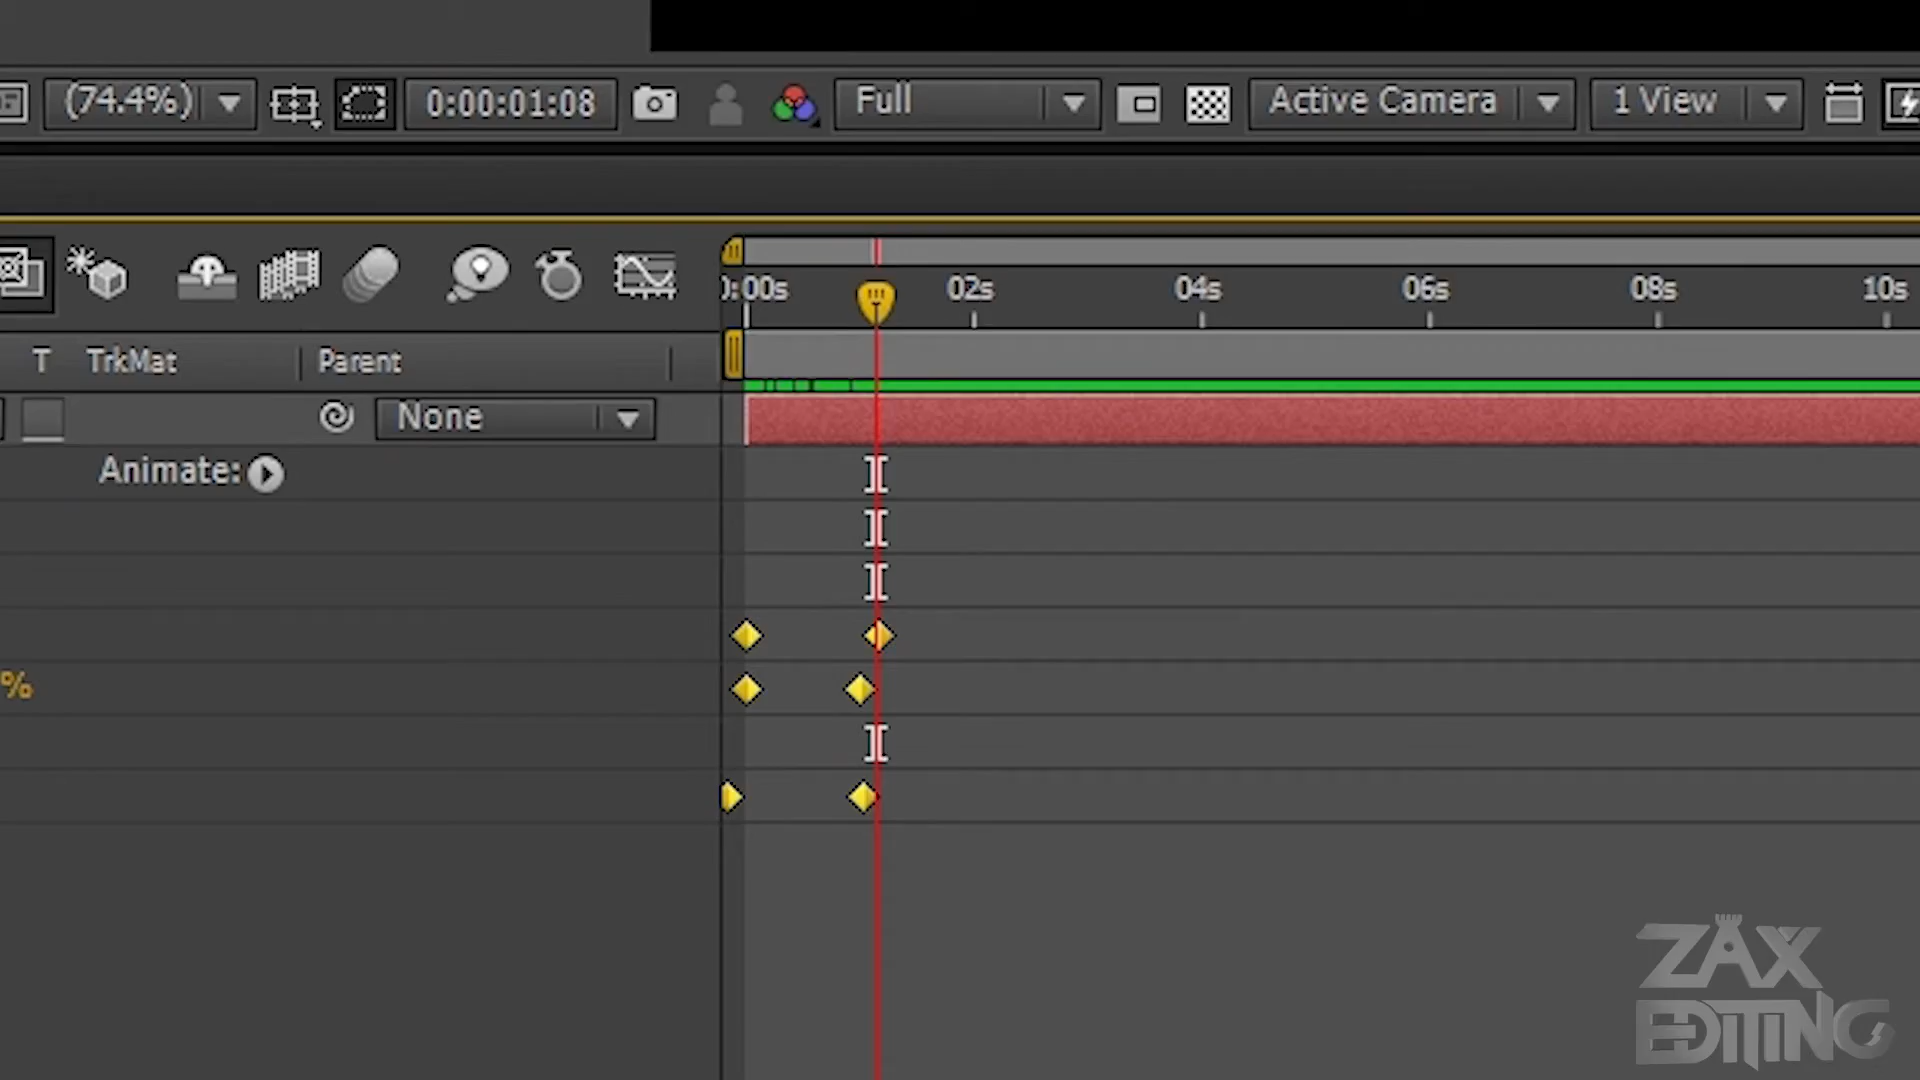 (74.4%) 0:00:01:08 Full Active Camera 1 View
0:00s 02s 04s 06s 08s 10s
T TrkMat Parent
None
Animate:
%
ZAX
EDITING